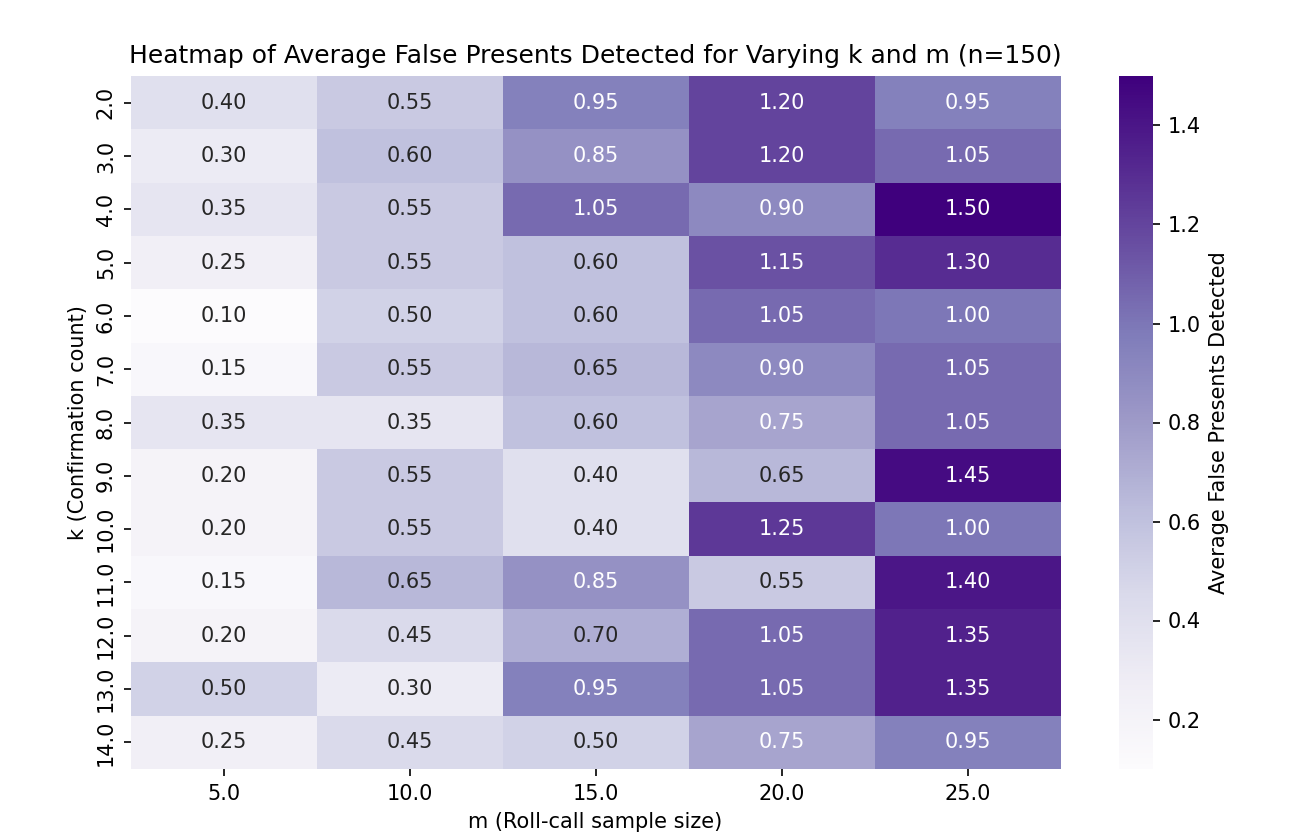 Heatmap of Average False Presents Detected for Varying k and m (n=150)
k (Confirmation count)
2.0 0.40 0.55 0.95 1.20 0.95
3.0 0.30 0.60 0.85 1.20 1.05
4.0 0.35 0.55 1.05 0.90 1.50
5.0 0.25 0.55 0.60 1.15 1.30
6.0 0.10 0.50 0.60 1.05 1.00
7.0 0.15 0.55 0.65 0.90 1.05
8.0 0.35 0.35 0.60 0.75 1.05
9.0 0.20 0.55 0.40 0.65 1.45
10.0 0.20 0.55 0.40 1.25 1.00
11.0 0.15 0.65 0.85 0.55 1.40
12.0 0.20 0.45 0.70 1.05 1.35
13.0 0.50 0.30 0.95 1.05 1.35
14.0 0.25 0.45 0.50 0.75 0.95
5.0 10.0 15.0 20.0 25.0
m (Roll-call sample size)
1.4
1.2
1.0
0.8
0.6
0.4
0.2
Average False Presents Detected